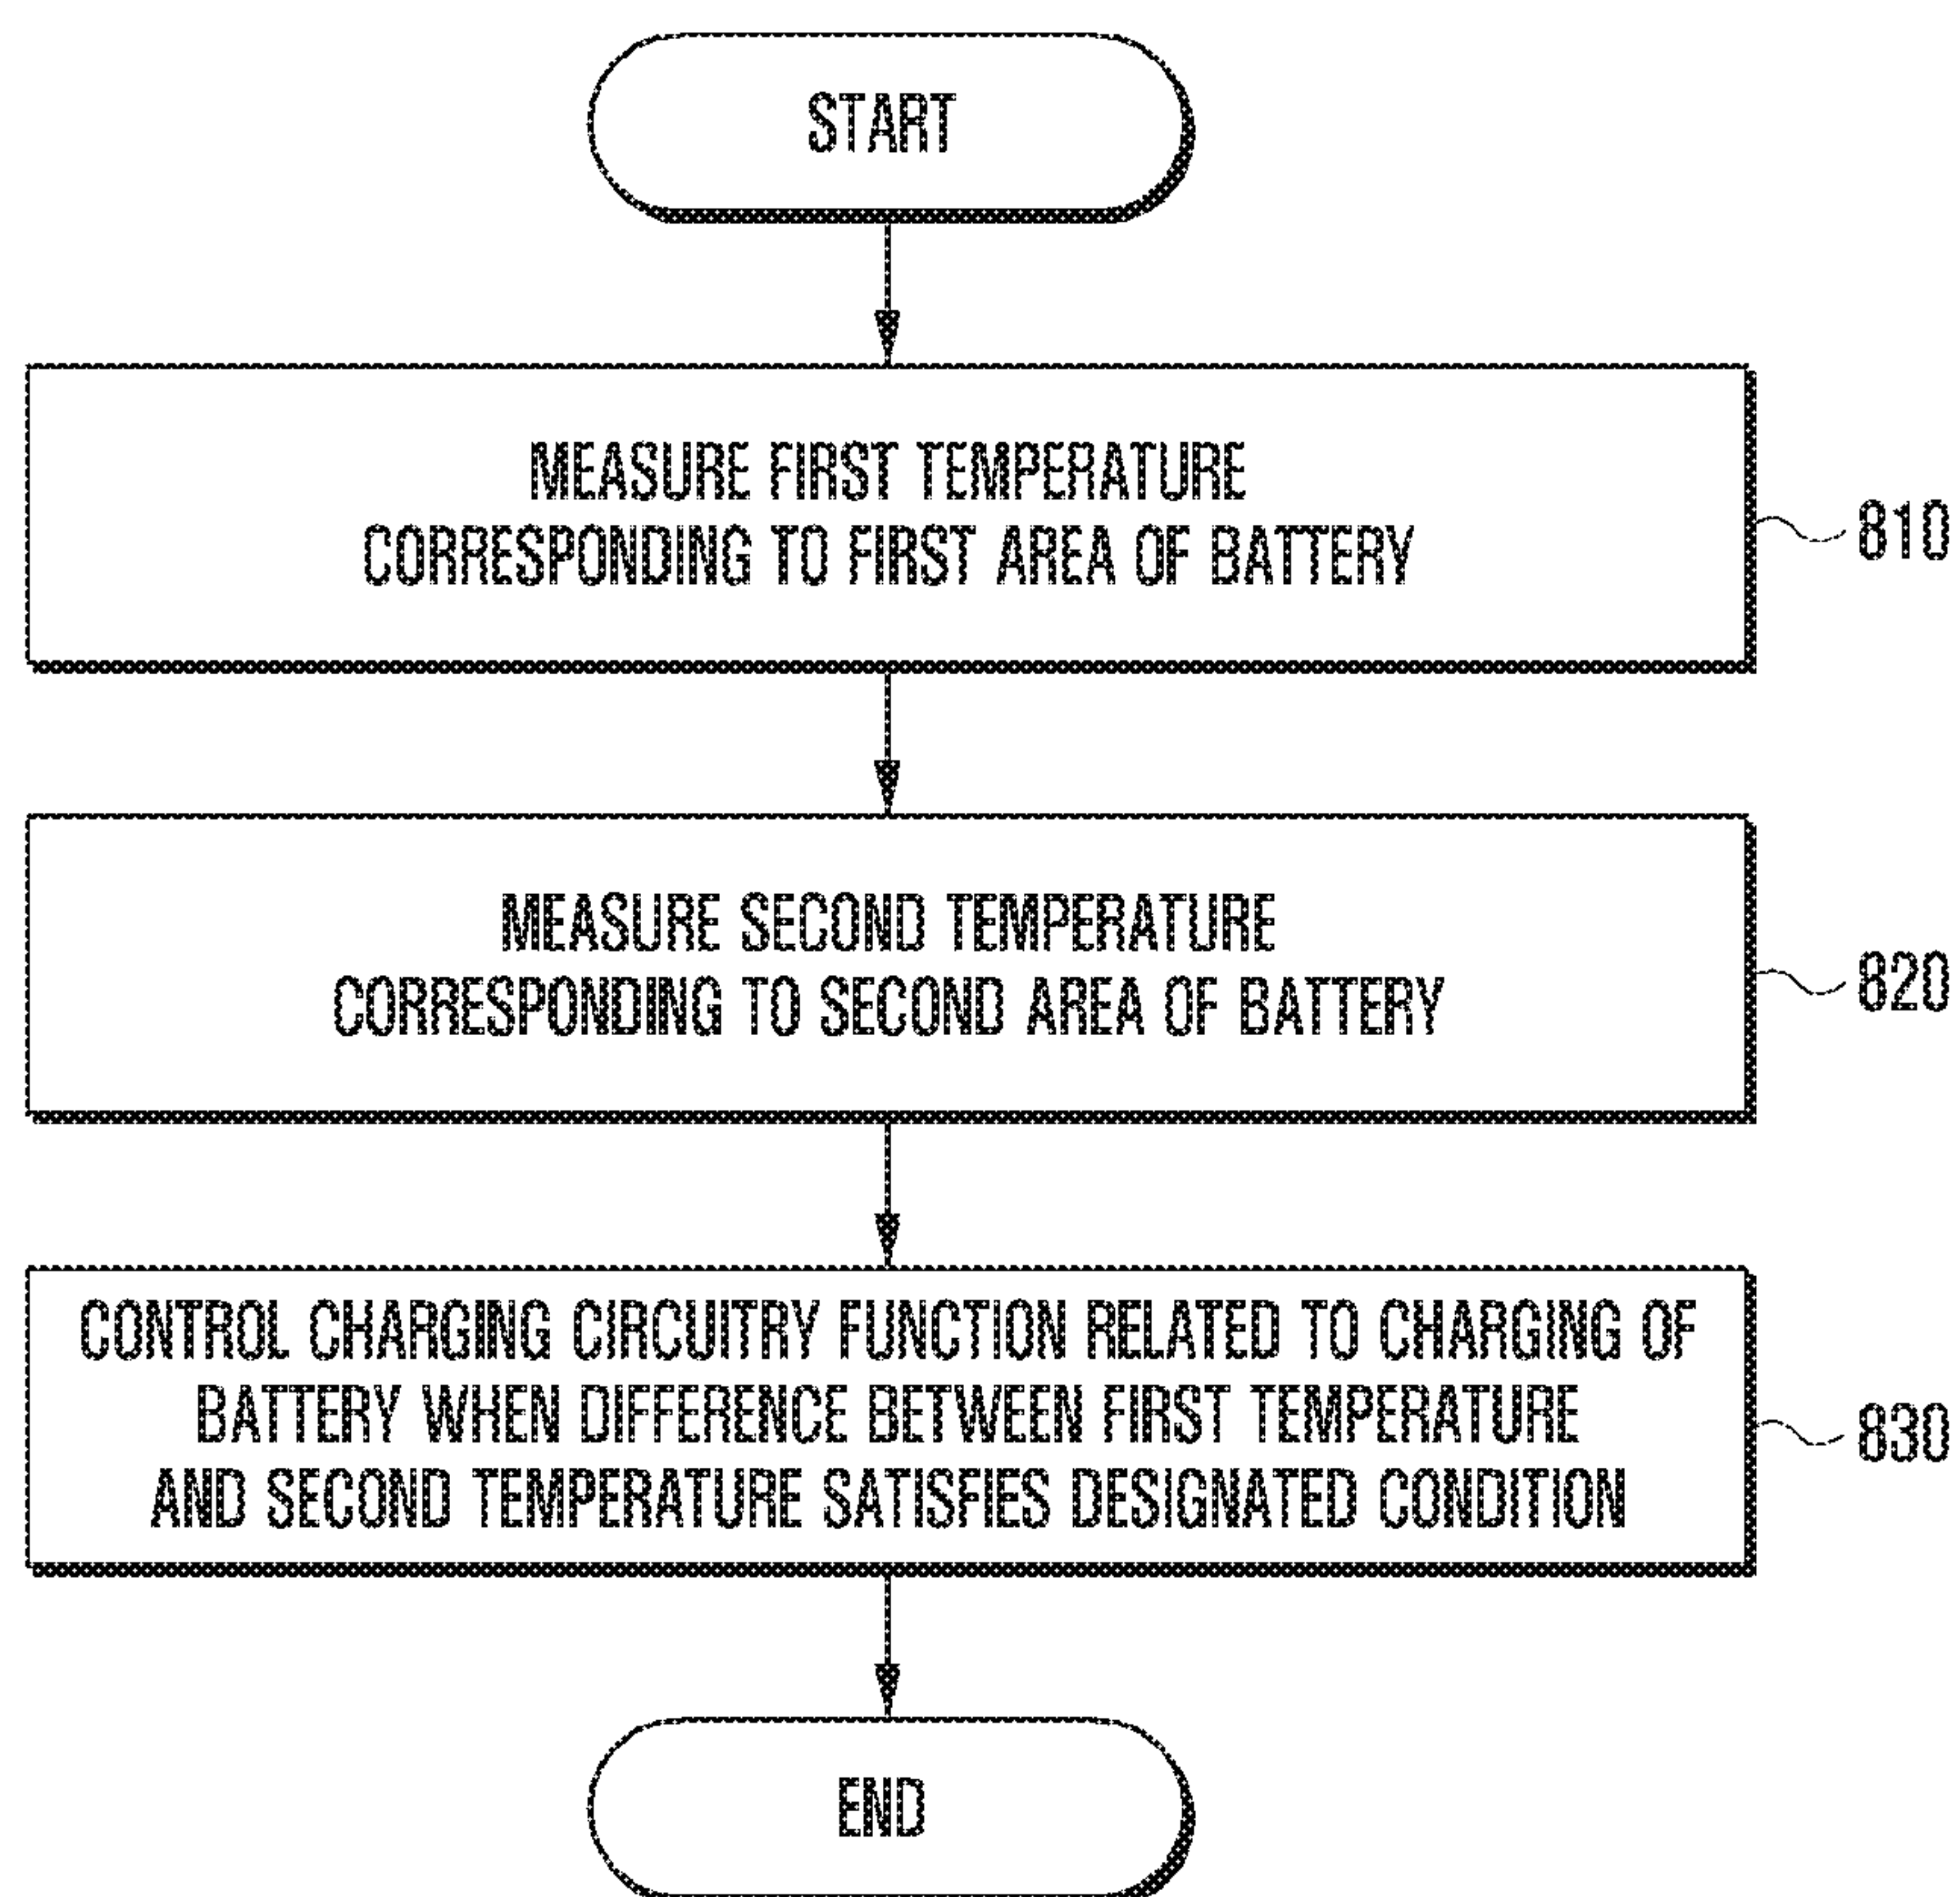 START
MEASURE FIRST TEMPERATURE
CORRESPONDING TO FIRST AREA OF BATTERY
810
MEASURE SECOND TEMPERATURE
CORRESPONDING TO SECOND AREA OF BATTERY
820
CONTROL CHARGING CIRCUITRY FUNCTION RELATED TO CHARGING OF
BATTERY WHEN DIFFERENCE BETWEEN FIRST TEMPERATURE
AND SECOND TEMPERATURE SATISFIES DESIGNATED CONDITION
830
END